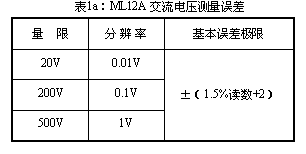 表1a：ML12A 交流电压测量误差
量 限 分 辨 率 基本误差极限
20V 0.01V
200V 0.1V ±（1.5%读数+2）
500V 1V